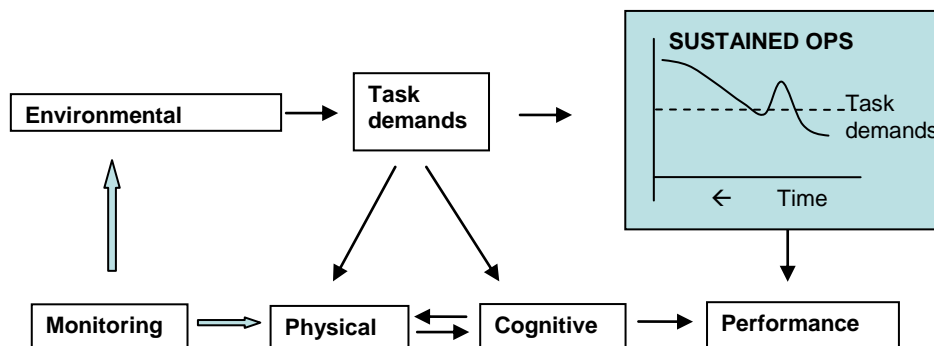 SUSTAINED OPS
Environmental
Task
demands
Task
demands
← Time
Monitoring
Physical
Cognitive
Performance